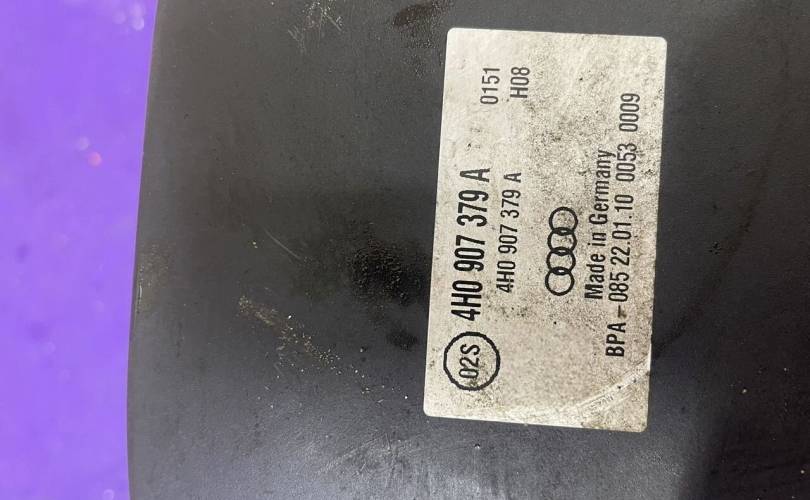 02S 4H0 907 379 A 0151
4H0 907 379 A H08
Made in Germany
BPA - 085 22.01.10 0053 0009